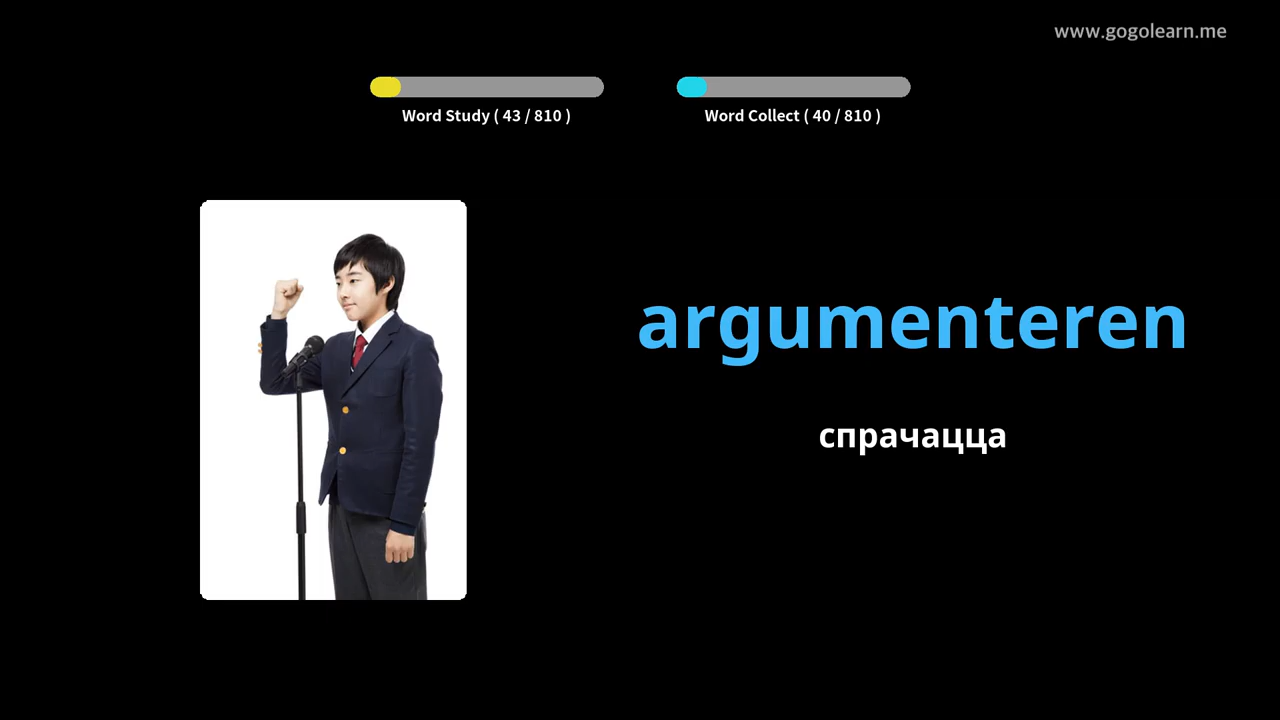 www.gogolearn.me
Word Study ( 43 / 810 )
Word Collect ( 40 / 810 )
argumenteren
спрачацца